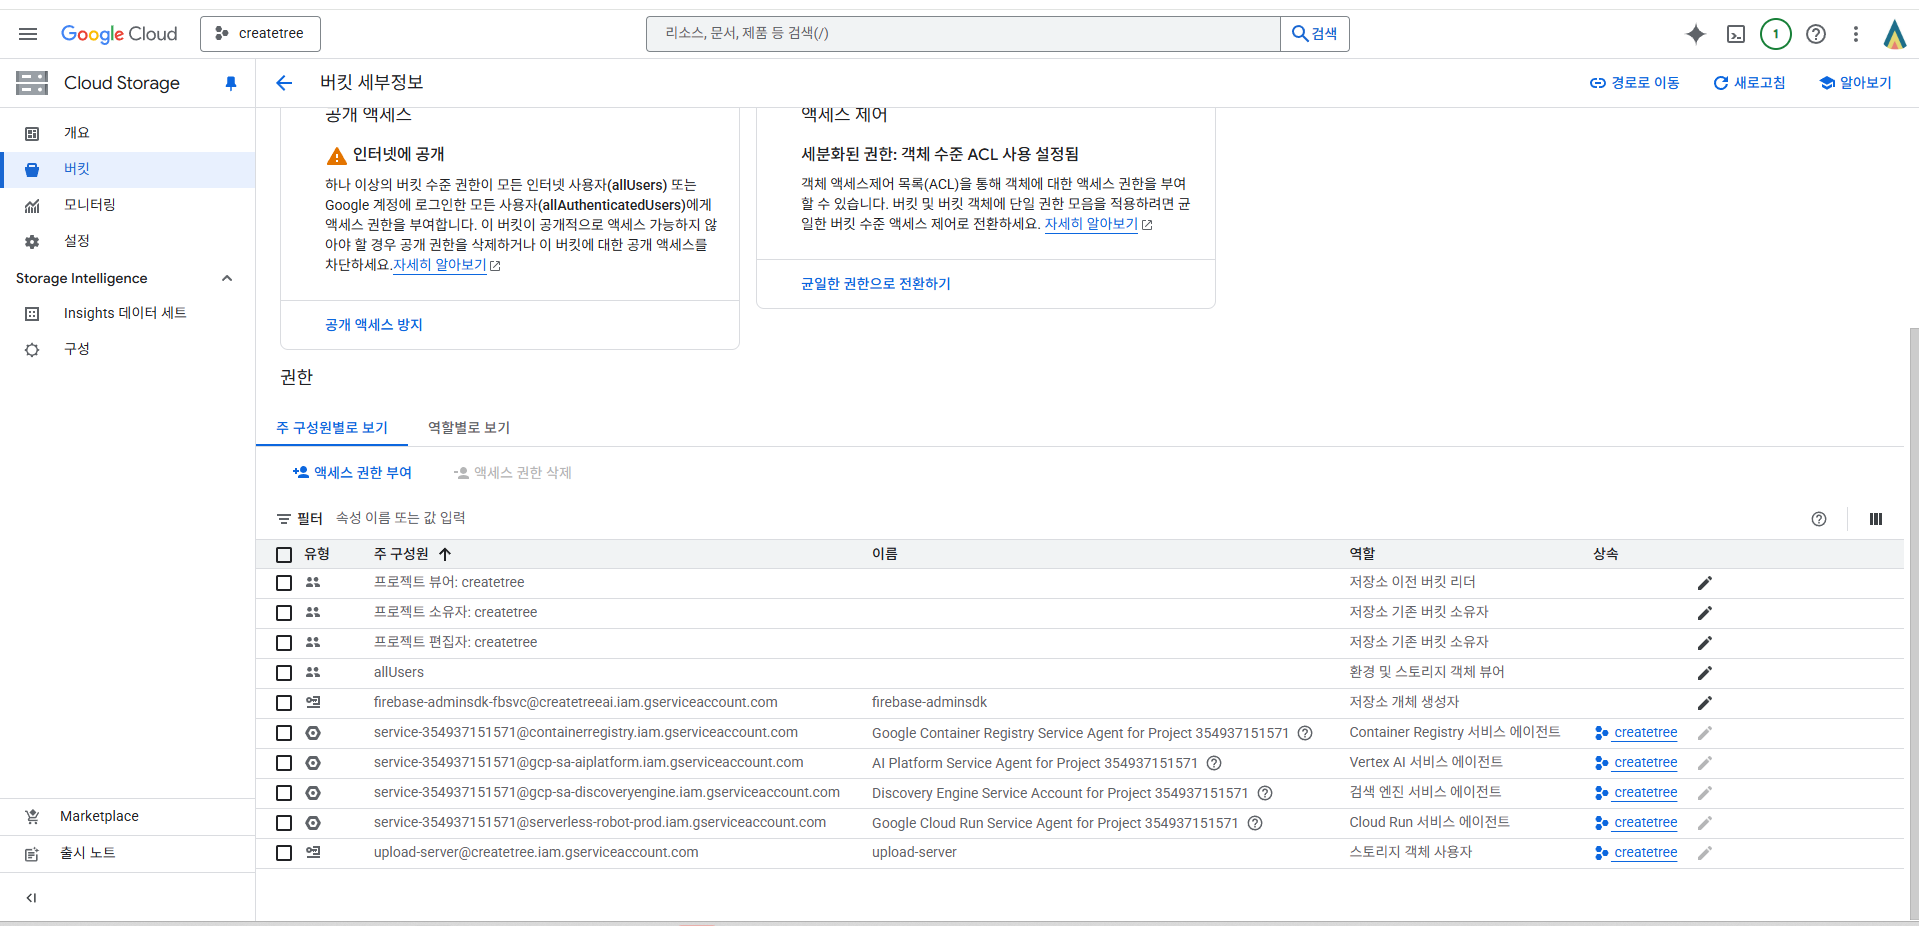 Google Cloud
createtree
리소스, 문서, 제품 등 검색(/)
검색
1
Cloud Storage
버킷 세부정보
경로로 이동
새로고침
알아보기
개요
버킷
모니터링
설정
Storage Intelligence
Insights 데이터 세트
구성
Marketplace
출시 노트
공개 액세스
인터넷에 공개
하나 이상의 버킷 수준 권한이 모든 인터넷 사용자(allUsers) 또는
Google 계정에 로그인한 모든 사용자(allAuthenticatedUsers)에게
액세스 권한을 부여합니다. 이 버킷이 공개적으로 액세스 가능하지 않
아야 할 경우 공개 권한을 삭제하거나 이 버킷에 대한 공개 액세스를
차단하세요.자세히 알아보기
공개 액세스 방지
액세스 제어
세분화된 권한: 객체 수준 ACL 사용 설정됨
객체 액세스제어 목록(ACL)을 통해 객체에 대한 액세스 권한을 부여
할 수 있습니다. 버킷 및 버킷 객체에 단일 권한 모음을 적용하려면 균
일한 버킷 수준 액세스 제어로 전환하세요. 자세히 알아보기
균일한 권한으로 전환하기
권한
주 구성원별로 보기
역할별로 보기
액세스 권한 부여
액세스 권한 삭제
필터 속성 이름 또는 값 입력
유형 주 구성원 이름 역할 상속
프로젝트 뷰어: createtree 저장소 이전 버킷 리더
프로젝트 소유자: createtree 저장소 기존 버킷 소유자
프로젝트 편집자: createtree 저장소 기존 버킷 소유자
allUsers 환경 및 스토리지 객체 뷰어
firebase-adminsdk-fbsvc@createtreeai.iam.gserviceaccount.com firebase-adminsdk 저장소 개체 생성자
service-354937151571@containerregistry.iam.gserviceaccount.com Google Container Registry Service Agent for Project 354937151571 Container Registry 서비스 에이전트 createtree
service-354937151571@gcp-sa-aiplatform.iam.gserviceaccount.com AI Platform Service Agent for Project 354937151571 Vertex AI 서비스 에이전트 createtree
service-354937151571@gcp-sa-discoveryengine.iam.gserviceaccount.com Discovery Engine Service Account for Project 354937151571 검색 엔진 서비스 에이전트 createtree
service-354937151571@serverless-robot-prod.iam.gserviceaccount.com Google Cloud Run Service Agent for Project 354937151571 Cloud Run 서비스 에이전트 createtree
upload-server@createtree.iam.gserviceaccount.com upload-server 스토리지 객체 사용자 createtree